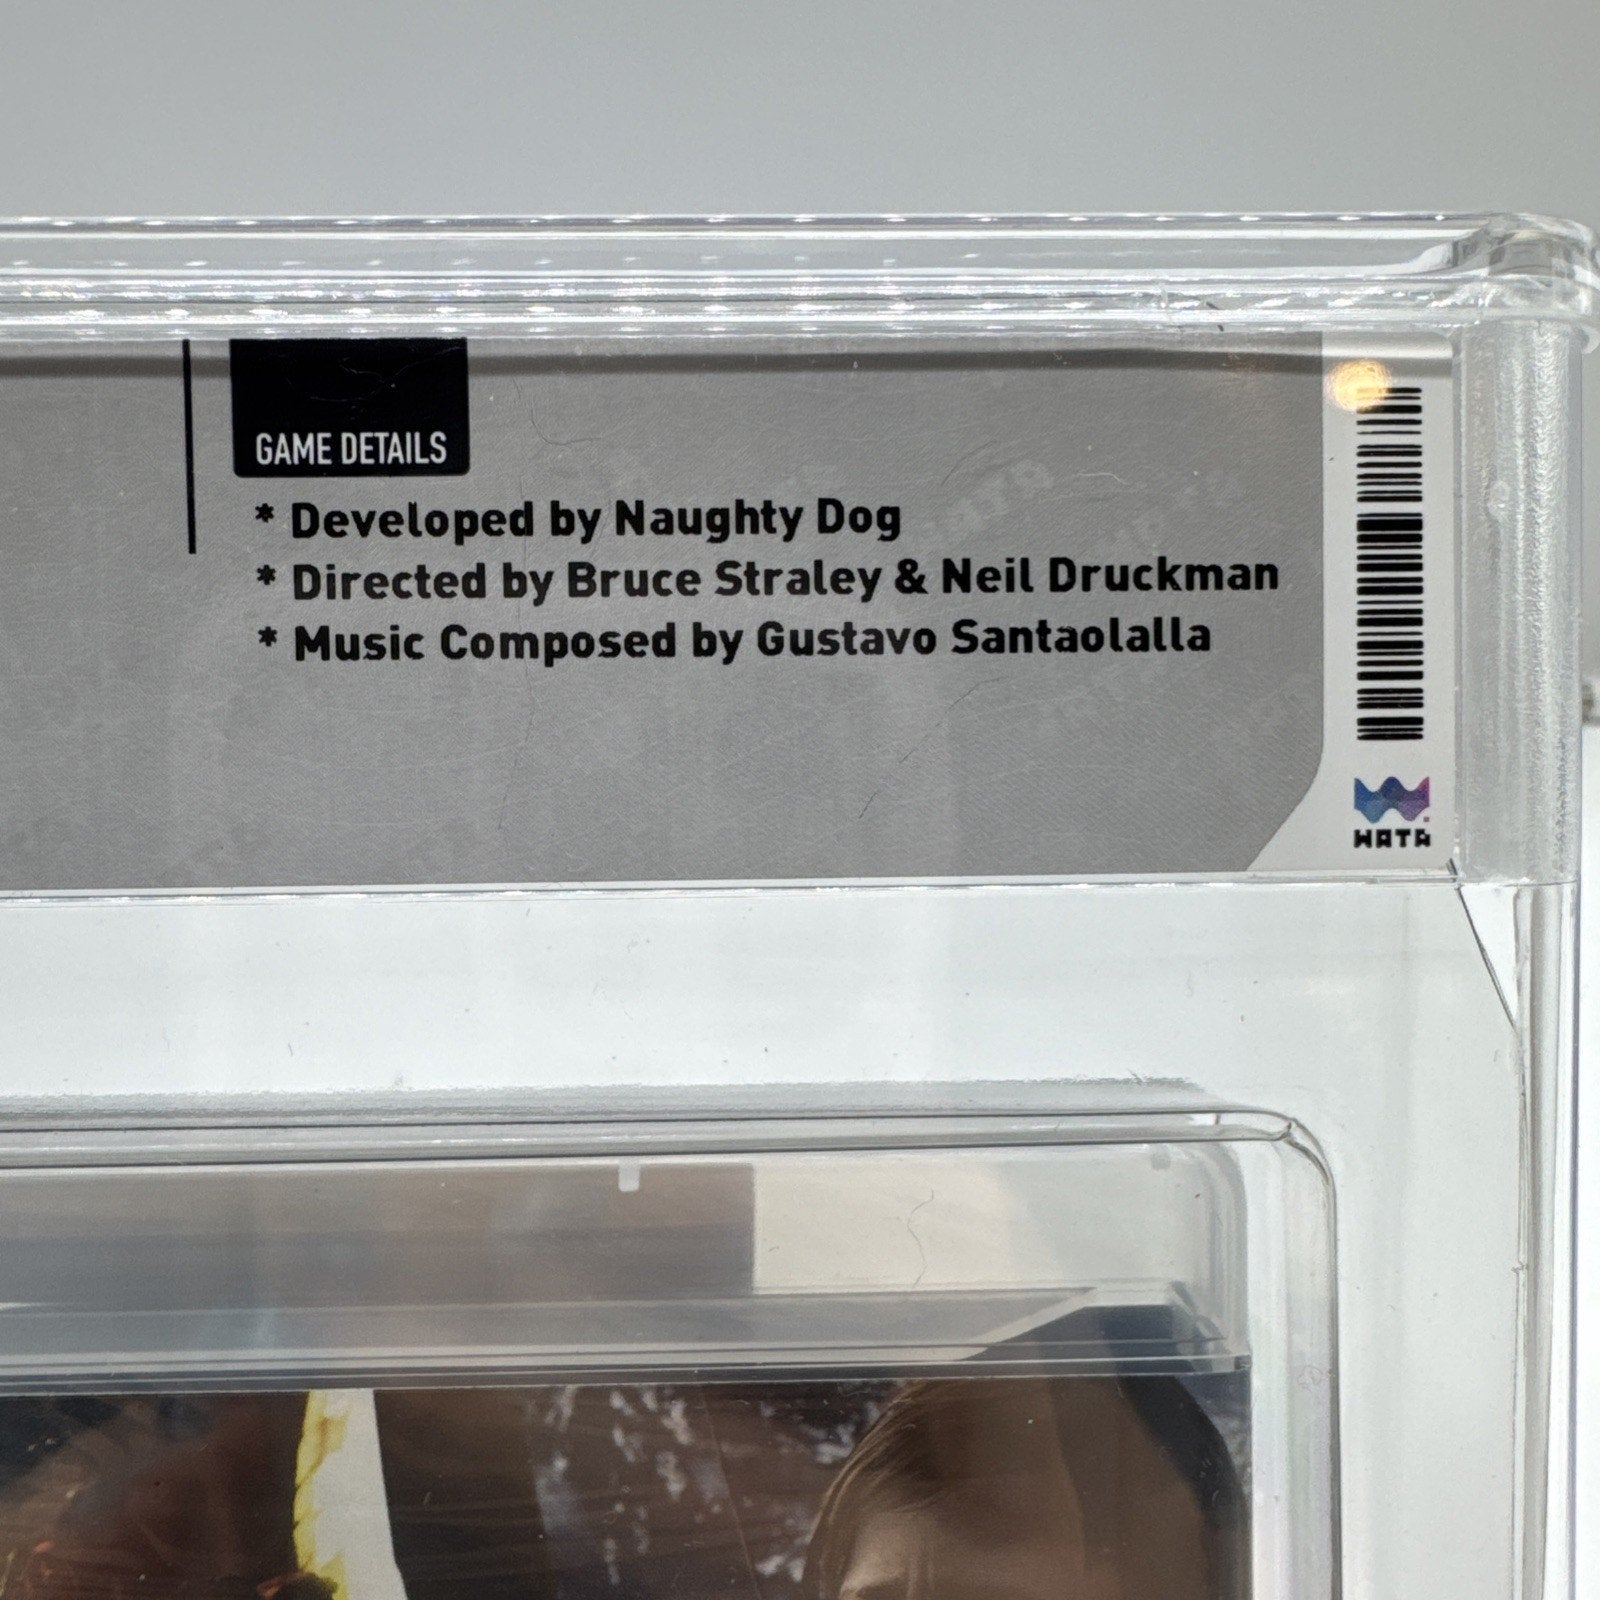 GAME DETAILS
* Developed by Naughty Dog
* Directed by Bruce Straley & Neil Druckman
* Music Composed by Gustavo Santaolalla
WATA